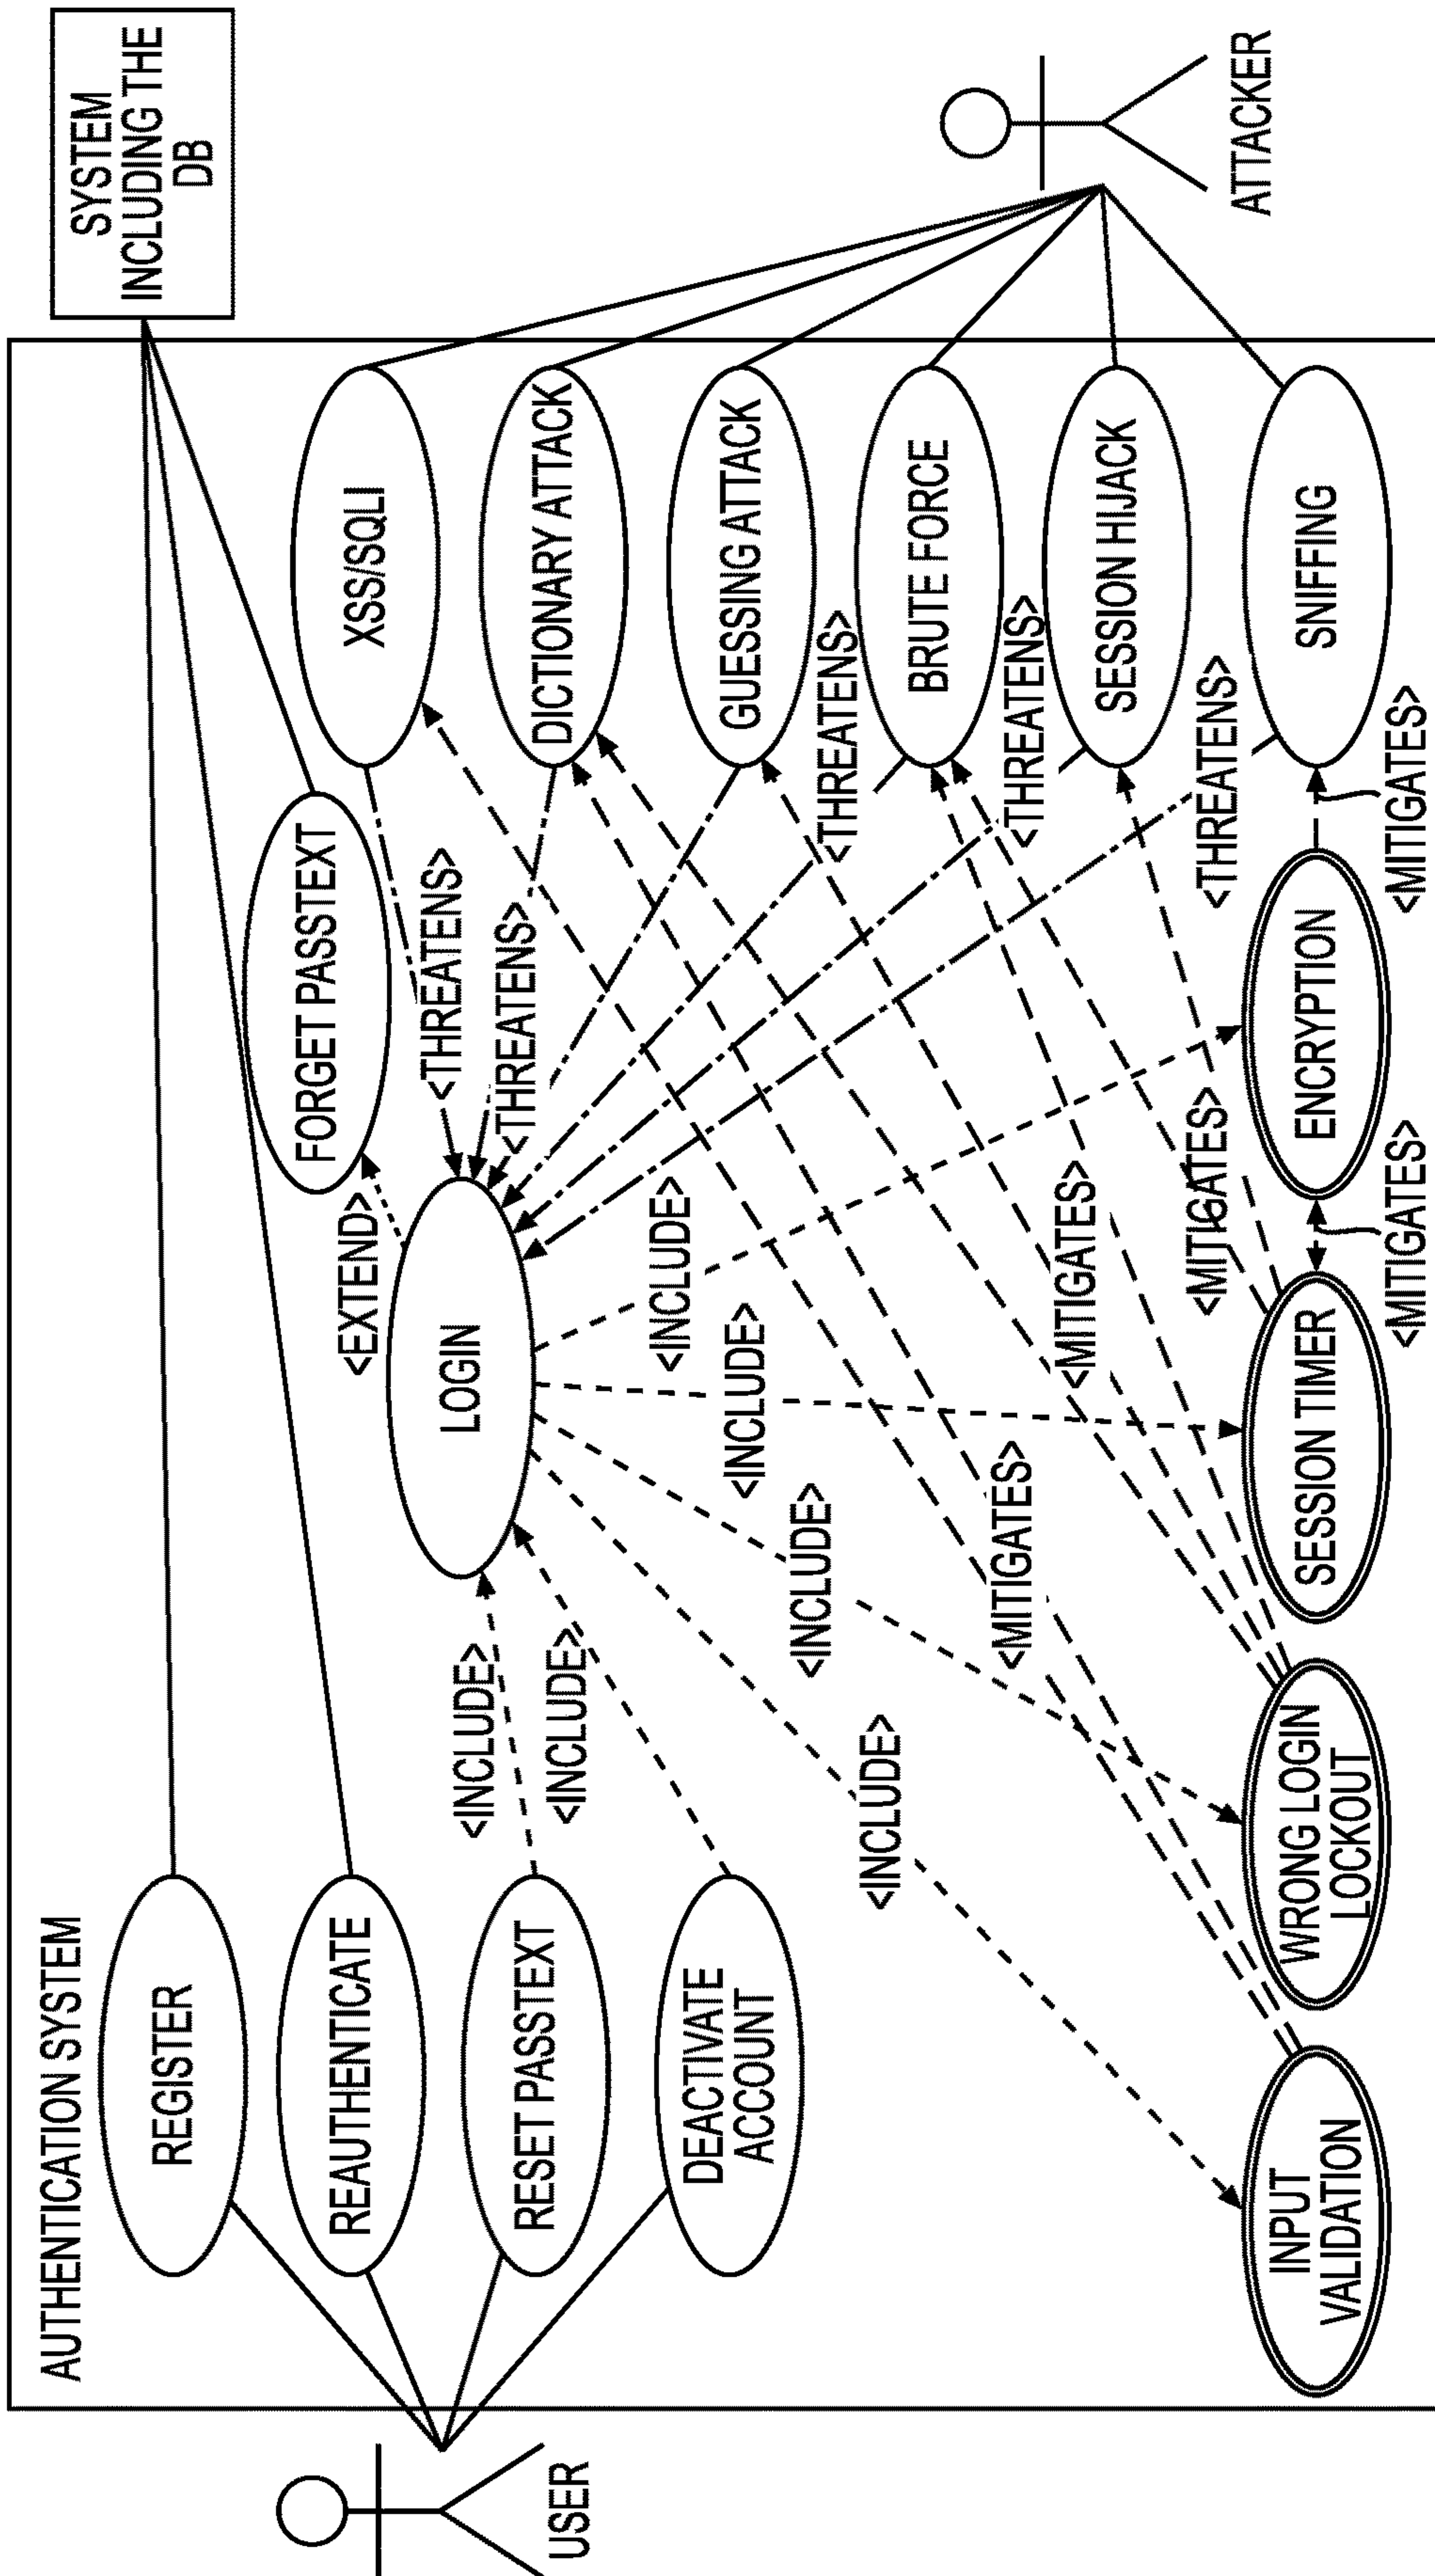 AUTHENTICATION SYSTEM
SYSTEM
INCLUDING THE
DB
USER
ATTACKER
REGISTER
REAUTHENTICATE
RESET PASSTEXT
DEACTIVATE
ACCOUNT
<INCLUDE>
<INCLUDE>
LOGIN
<EXTEND>
FORGET PASSTEXT
<THREATENS>
<THREATENS>
<THREATENS>
<THREATENS>
<THREATENS>
XSS/SQLI
DICTIONARY ATTACK
GUESSING ATTACK
BRUTE FORCE
SESSION HIJACK
SNIFFING
<INCLUDE>
<INCLUDE>
<INCLUDE>
<INCLUDE>
<MITIGATES>
<MITIGATES>
<MITIGATES>
INPUT
VALIDATION
WRONG LOGIN
LOCKOUT
SESSION TIMER
ENCRYPTION
<MITIGATES>
<MITIGATES>